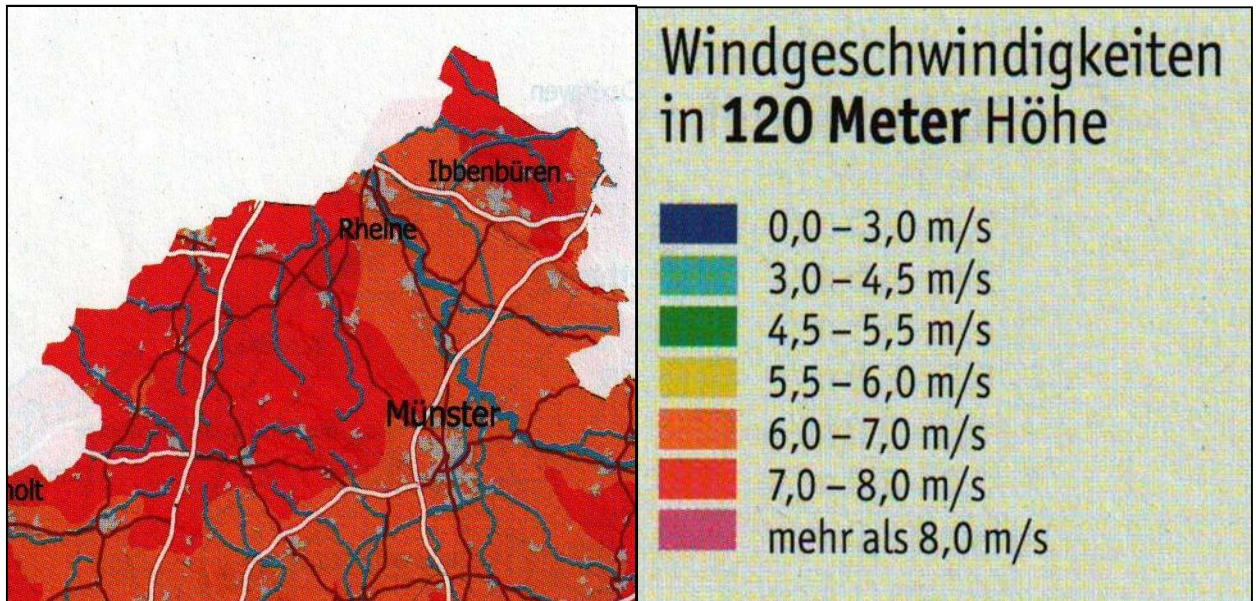 Ibbenbüren
Rheine
Münster
holt
Windgeschwindigkeiten
in 120 Meter Höhe
0,0 – 3,0 m/s
3,0 – 4,5 m/s
4,5 – 5,5 m/s
5,5 – 6,0 m/s
6,0 – 7,0 m/s
7,0 – 8,0 m/s
mehr als 8,0 m/s